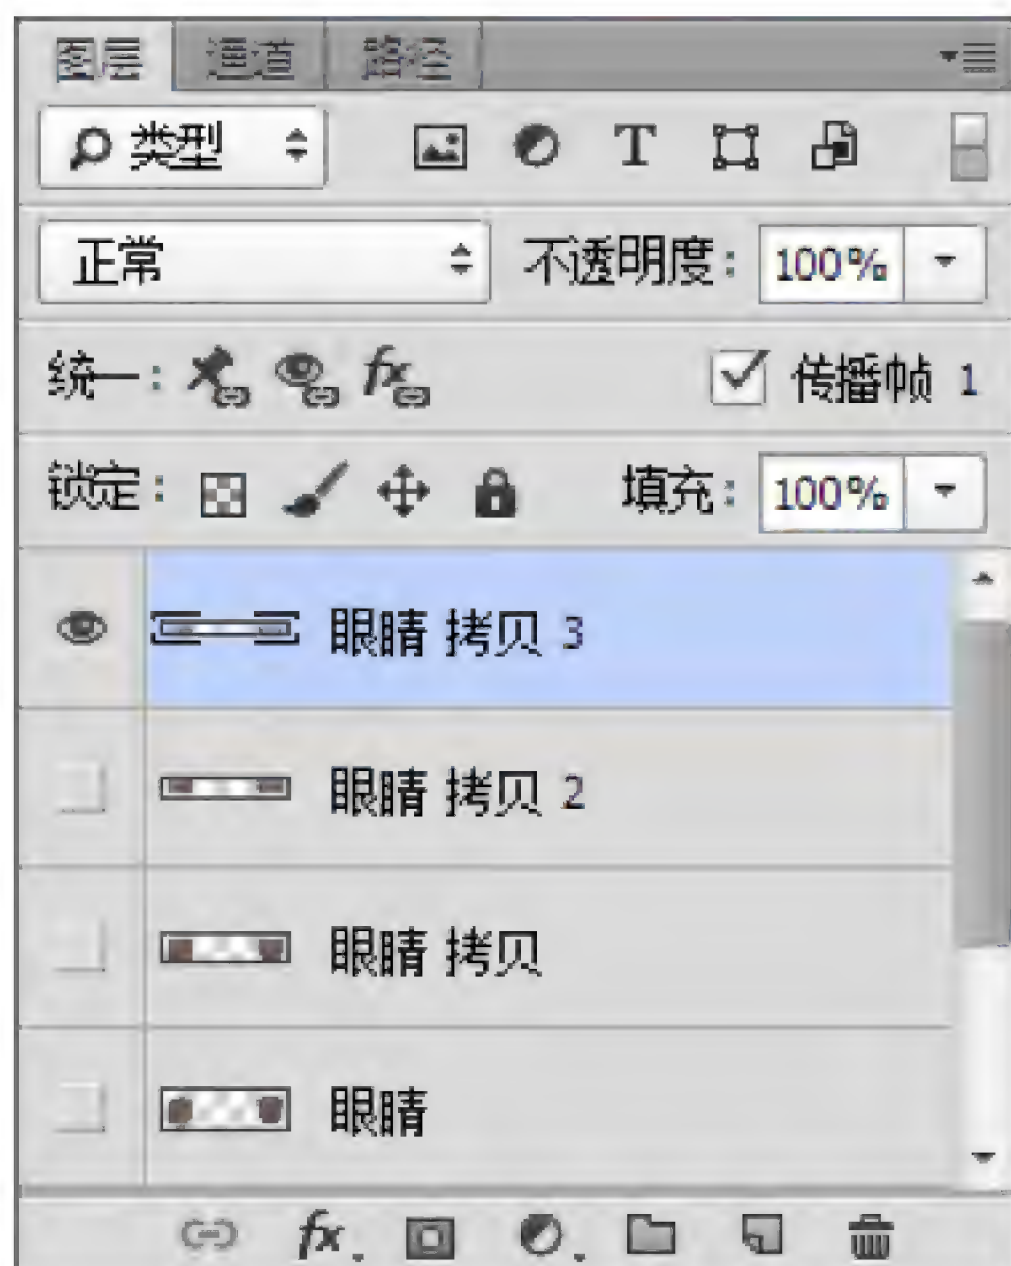 图层 通道 路径
类型 T
正常 不透明度: 100%
统一: fx 传播帧 1
锁定: 填充: 100%
眼睛 拷贝 3
眼睛 拷贝 2
眼睛 拷贝
眼睛
fx.